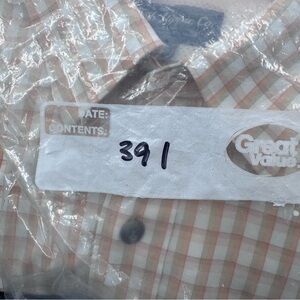 DATE:
CONTENTS:
391
Great
Value